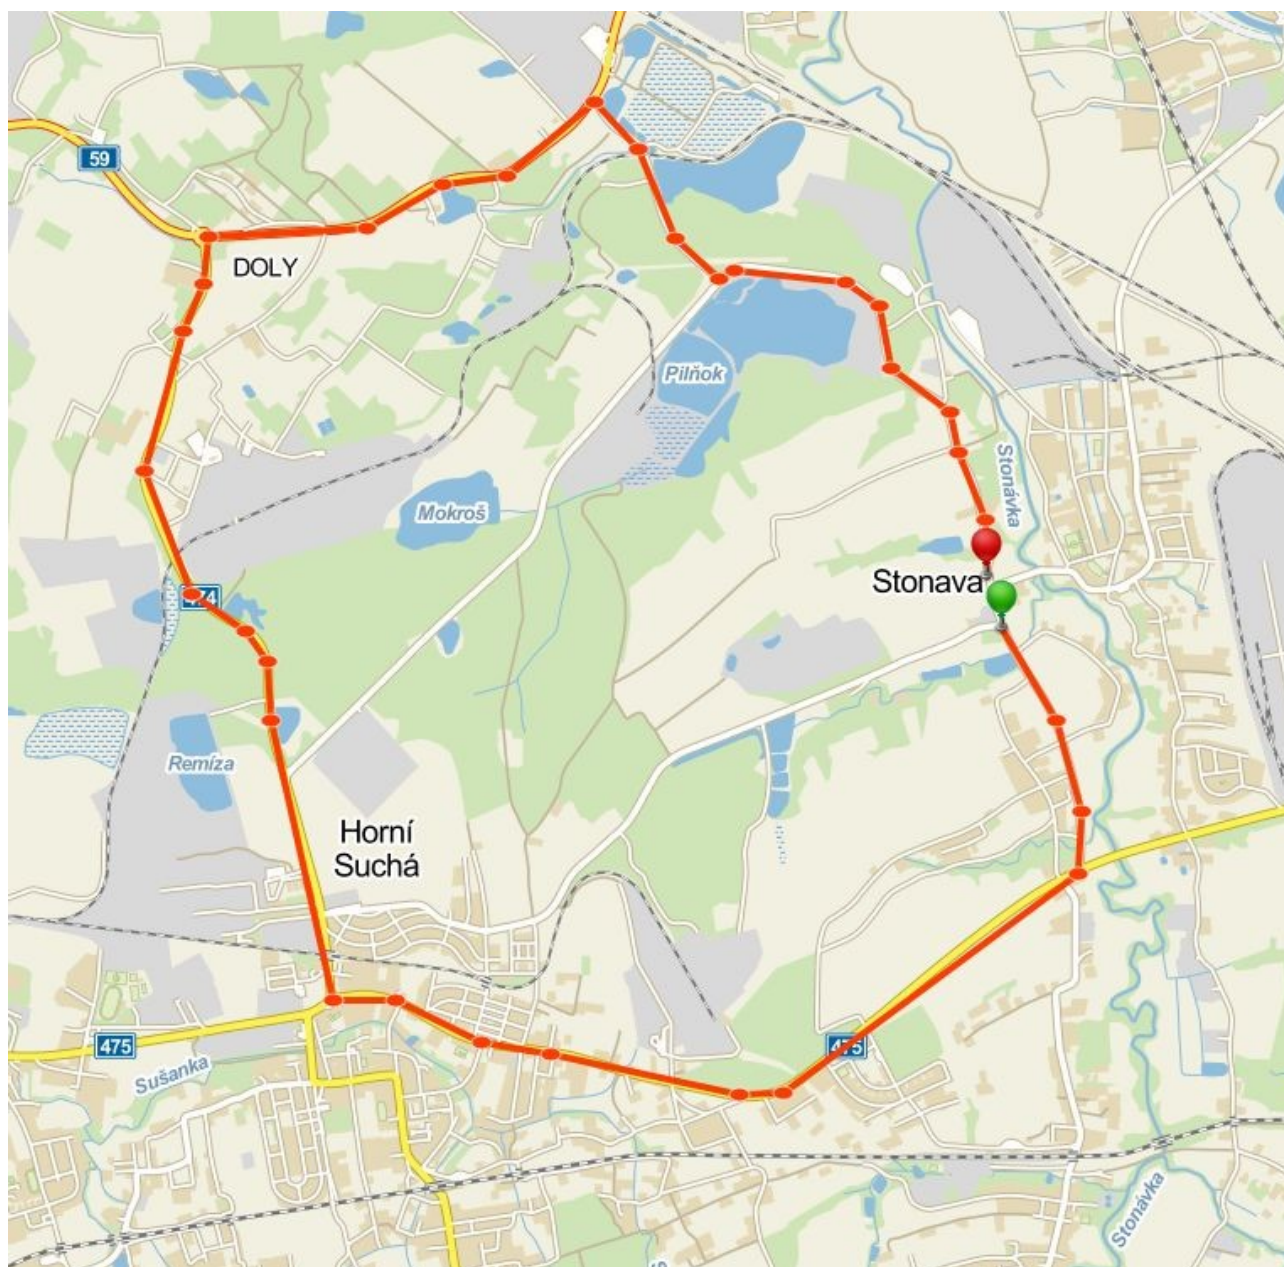 59
DOLY
Pilňok
Stonávka
Mokroš
Stonava
474
Remíza
Horní
Suchá
475
475
Sušanka
Stonávka